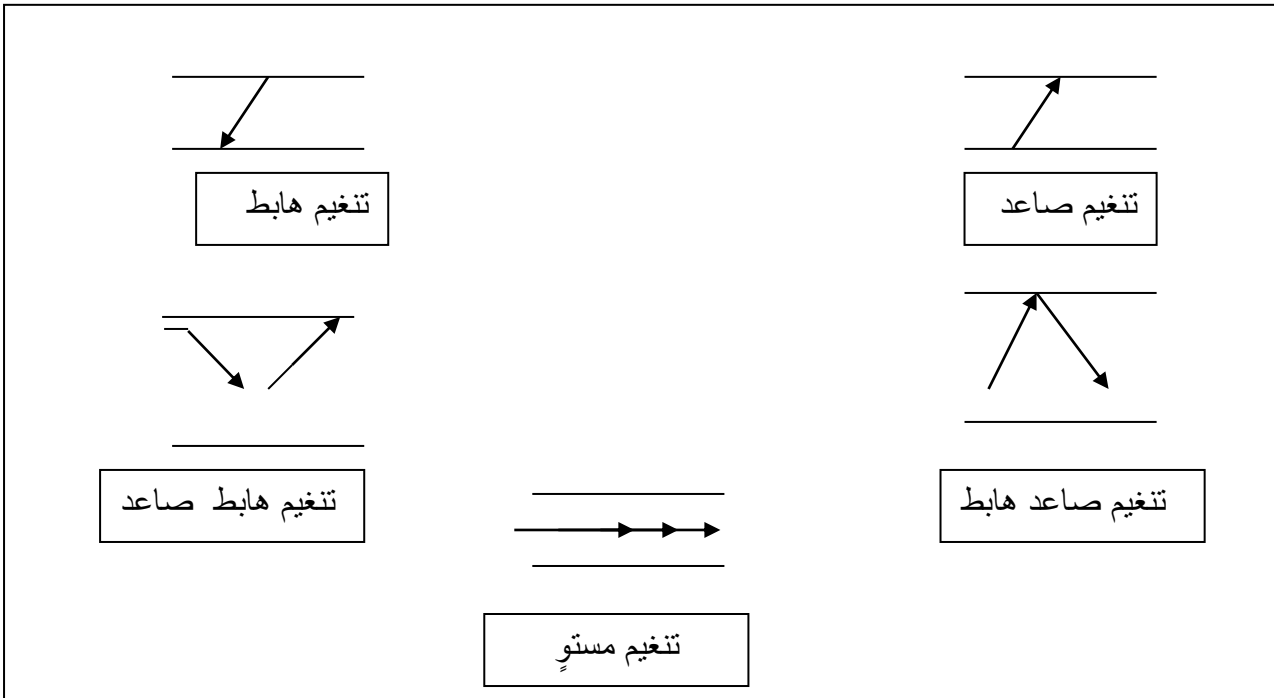 تنغيم صاعد
تنغيم هابط
تنغيم صاعد هابط
تنغيم هابط صاعد
تنغيم مستوٍ